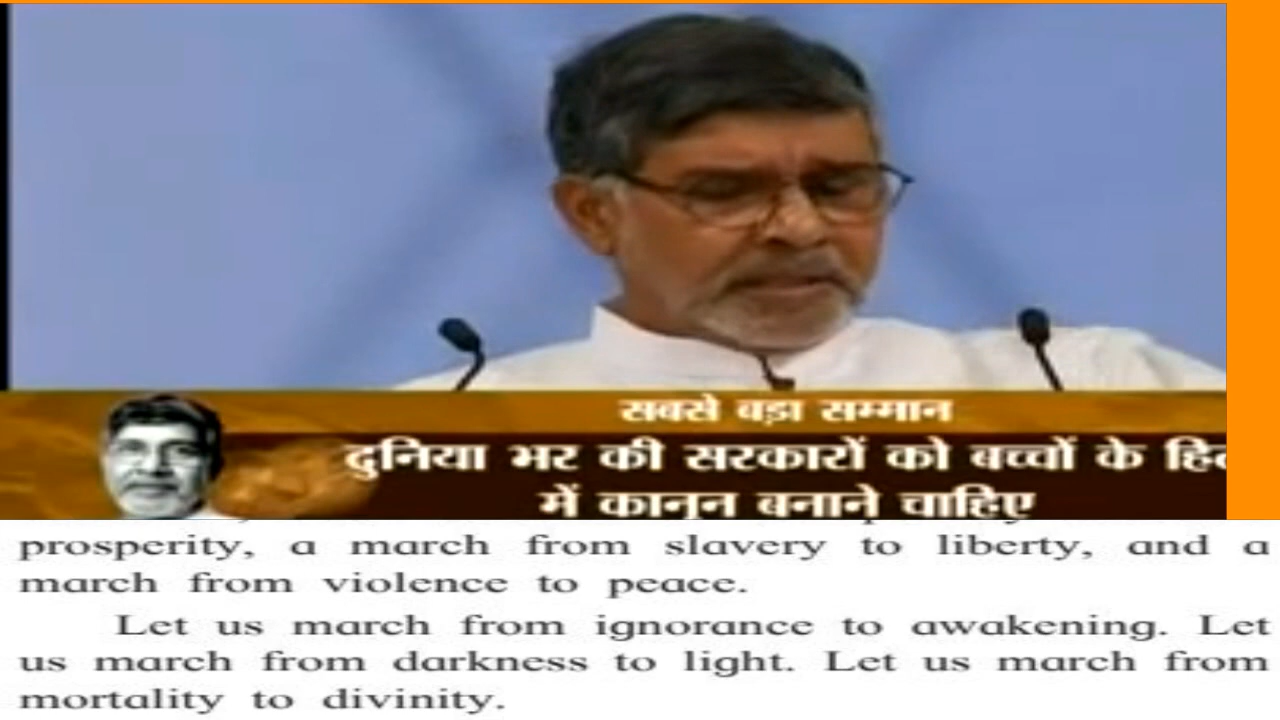 सबसे बड़ा सम्मान
दुनिया भर की सरकारों को बच्चों के हित
में कानून बनाने चाहिए
prosperity, a march from slavery to liberty, and a
march from violence to peace.
Let us march from ignorance to awakening. Let
us march from darkness to light. Let us march from
mortality to divinity.